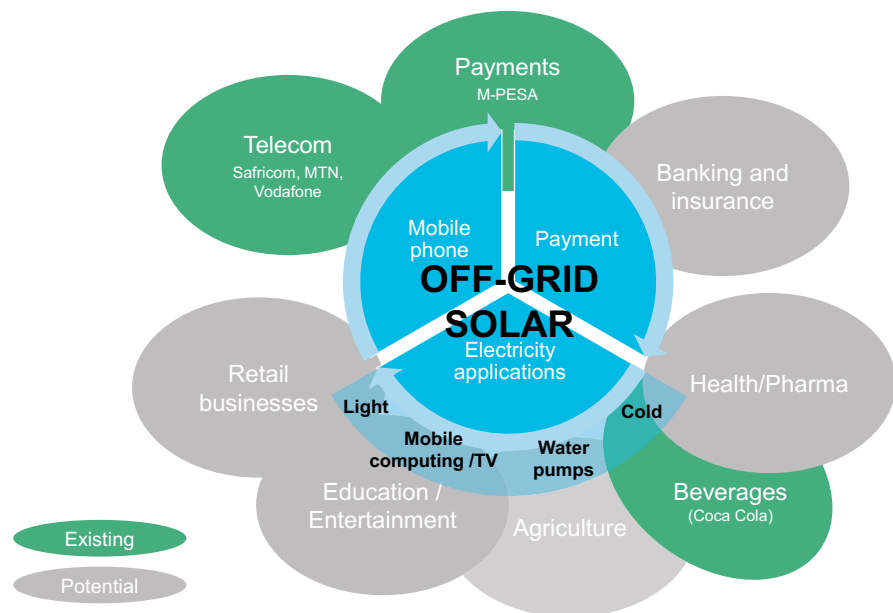 Payments
M-PESA
Telecom
Safricom, MTN,
Vodafone
Banking and
insurance
Mobile
phone
Payment
OFF-GRID
SOLAR
Electricity
applications
Retail
businesses
Health/Pharma
Light
Cold
Mobile
computing /TV
Water
pumps
Education /
Entertainment
Agriculture
Beverages
(Coca Cola)
Existing
Potential